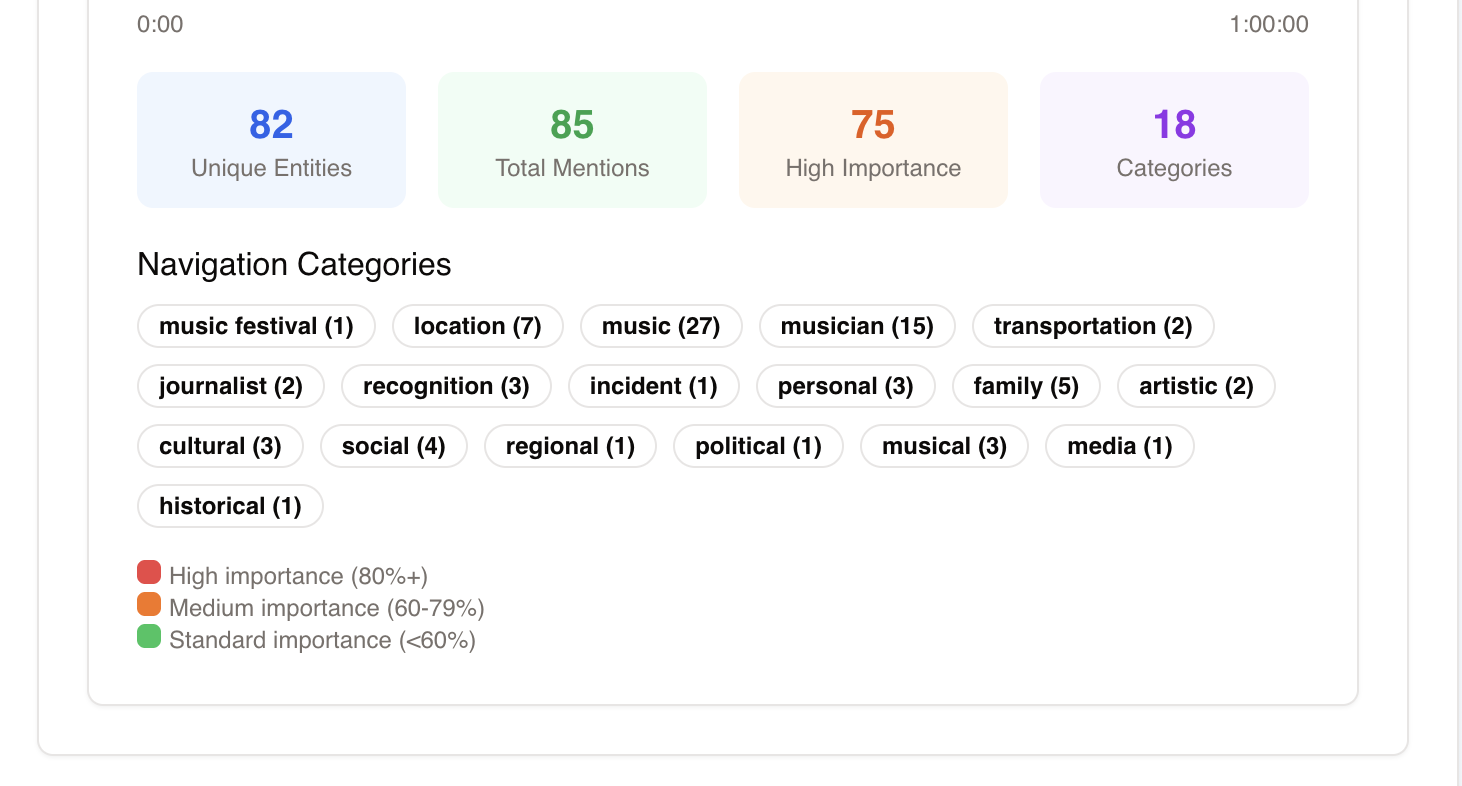 0:00 1:00:00
82 85 75 18
Unique Entities Total Mentions High Importance Categories
Navigation Categories
music festival (1) location (7) music (27) musician (15) transportation (2)
journalist (2) recognition (3) incident (1) personal (3) family (5) artistic (2)
cultural (3) social (4) regional (1) political (1) musical (3) media (1)
historical (1)
High importance (80%+)
Medium importance (60-79%)
Standard importance (<60%)